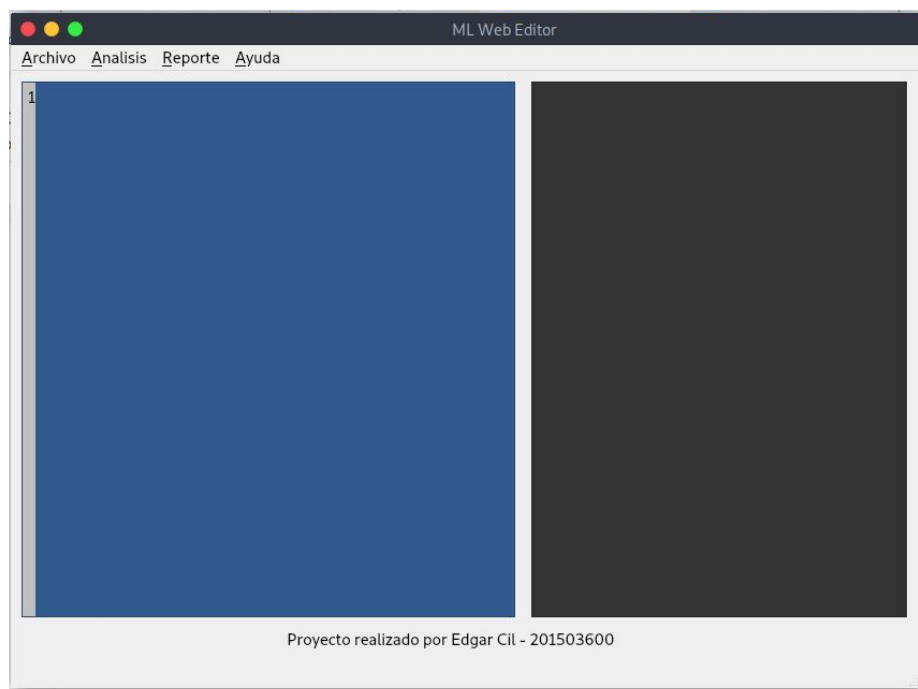 ML Web Editor
Archivo Analisis Reporte Ayuda
1
Proyecto realizado por Edgar Cil - 201503600